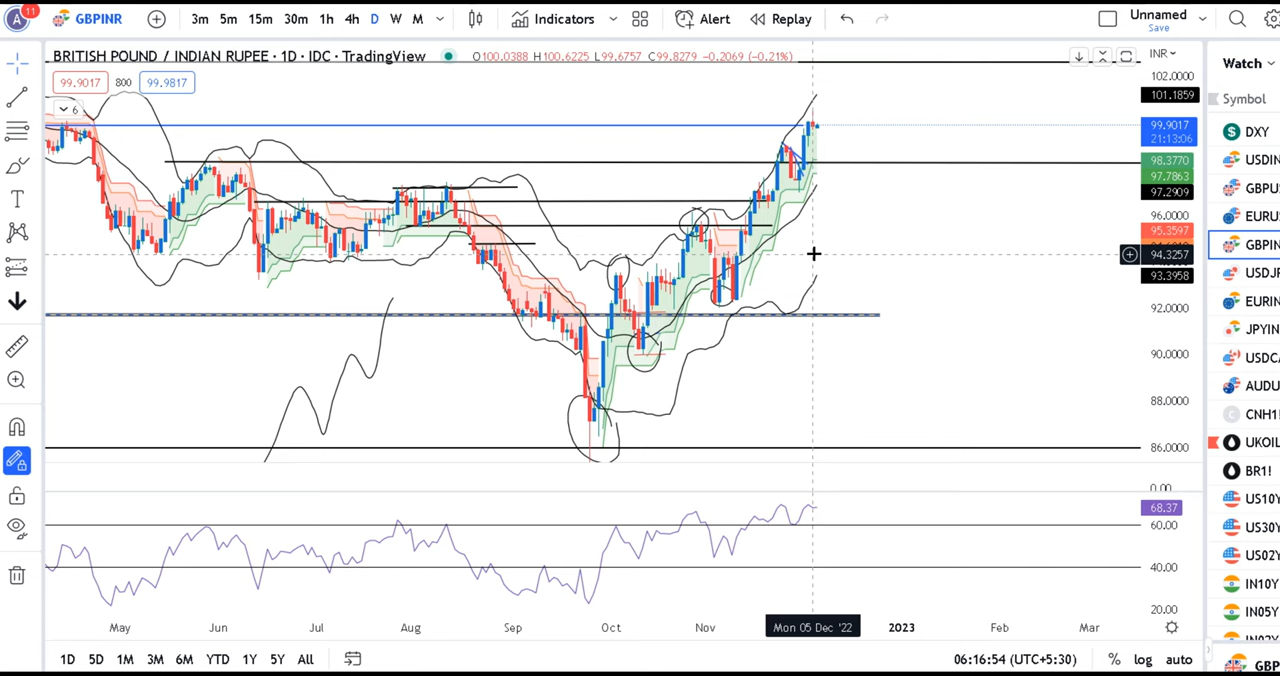 A 11 GBPINR 3m 5m 15m 30m 1h 4h D W M Indicators Alert Replay Unnamed Save
BRITISH POUND / INDIAN RUPEE · 1D · IDC · TradingView O100.0388 H100.6225 L99.6757 C99.8279 −0.2069 (−0.21%)
99.9017 800 99.9817
6
INR
102.0000
101.1859
99.9017
21:13:06
98.3770
97.7863
97.2909
96.0000
95.3597
94.3257
93.3958
92.0000
90.0000
88.0000
86.0000
0.00
68.37
60.00
40.00
20.00
May Jun Jul Aug Sep Oct Nov Mon 05 Dec '22 2023 Feb Mar
1D 5D 1M 3M 6M YTD 1Y 5Y All 06:16:54 (UTC+5:30) % log auto
Watch
Symbol
DXY
USDIN
GBPU
EURU
GBPIN
USDJ
EURIN
JPYIN
USDC
AUDU
CNH1!
UKOIL
BR1!
US10Y
US30Y
US02Y
IN10Y
IN05Y
IN02Y
GBP